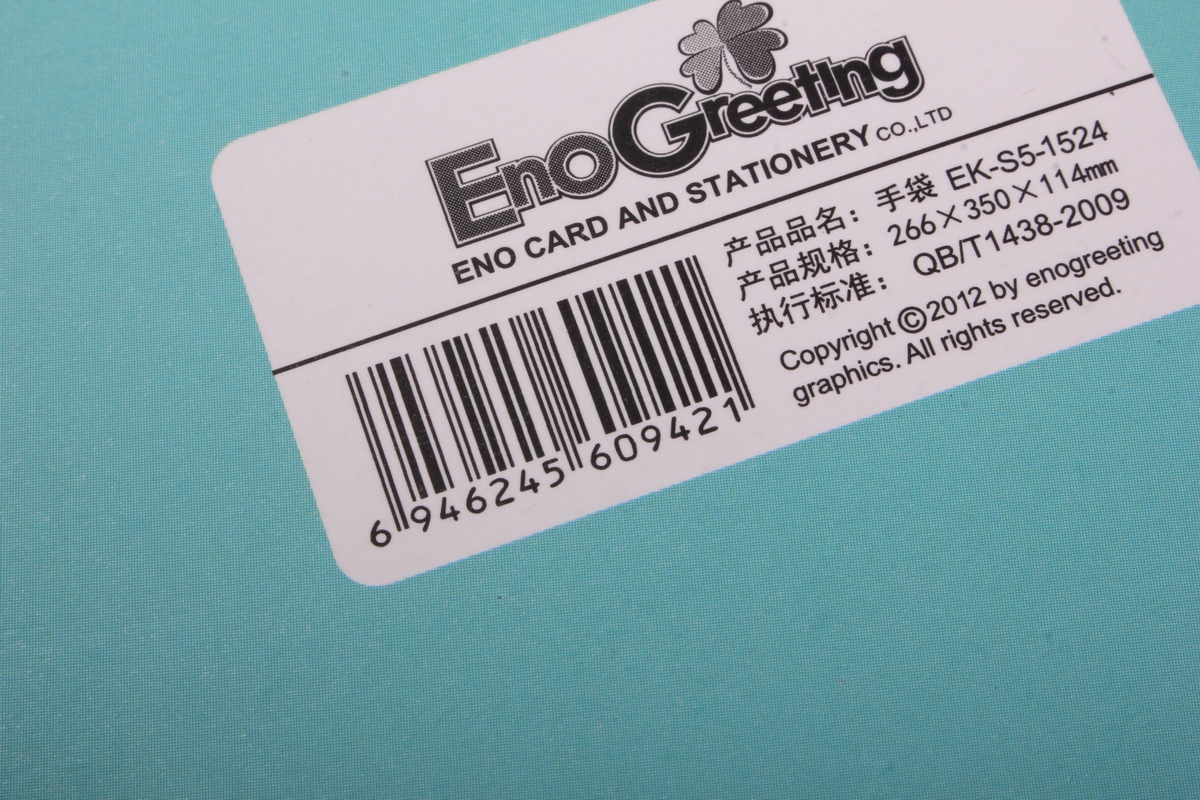 EnoGreeting
ENO CARD AND STATIONERY CO.,LTD
产品品名：手袋 EK-S5-1524
产品规格：266×350×114mm
执行标准： QB/T1438-2009
Copyright ©2012 by enogreeting
graphics. All rights reserved.
6 946245 609421